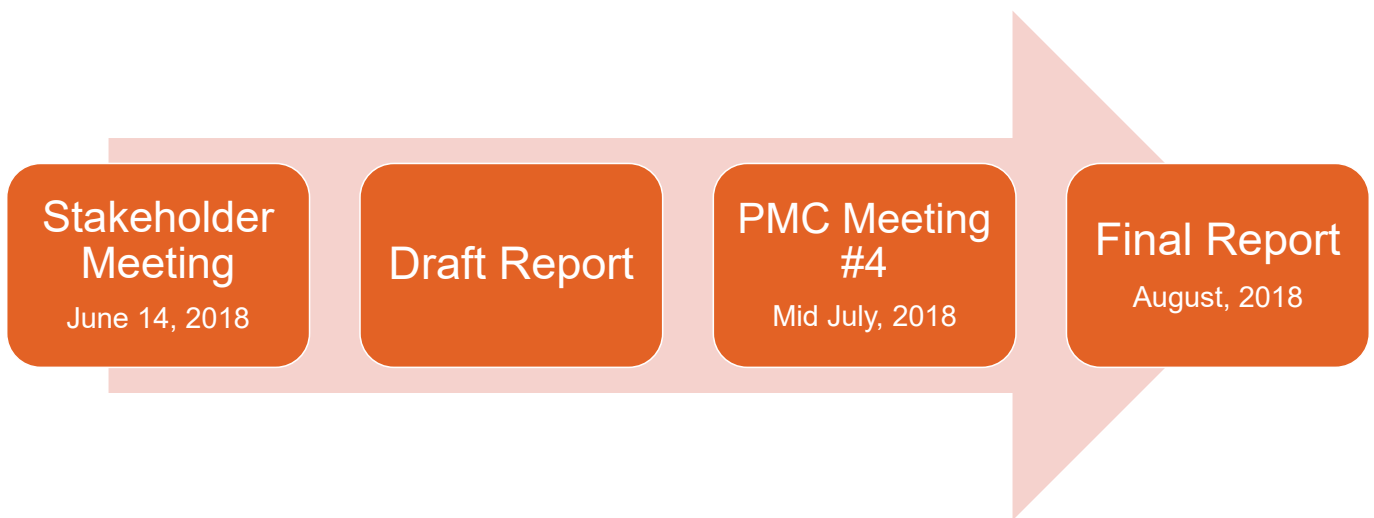 Stakeholder
Meeting
June 14, 2018
Draft Report
PMC Meeting
#4
Mid July, 2018
Final Report
August, 2018